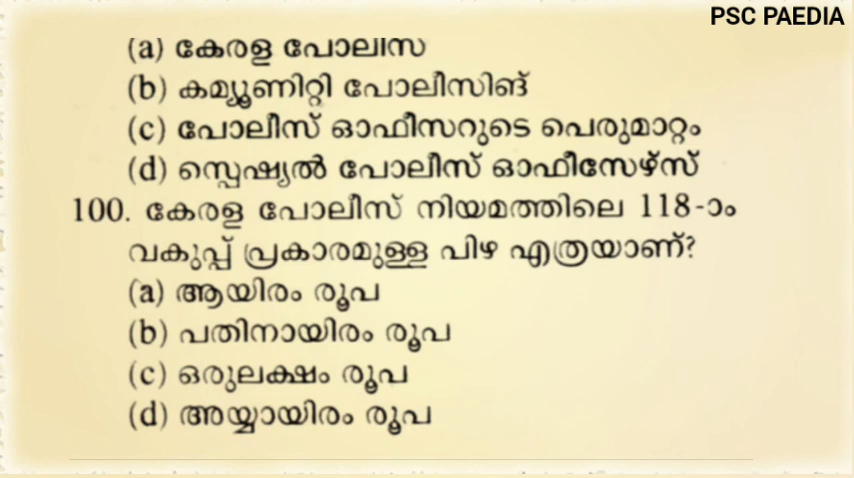 PSC PAEDIA
(a) കേരള പോലീസ്
(b) കമ്യൂണിറ്റി പോലീസിങ്
(c) പോലീസ് ഓഫീസറുടെ പെരുമാറ്റം
(d) സ്പെഷ്യൽ പോലീസ് ഓഫീസേഴ്സ്
100. കേരള പോലീസ് നിയമത്തിലെ 118-ാം
വകുപ്പ് പ്രകാരമുള്ള പിഴ എത്രയാണ്?
(a) ആയിരം രൂപ
(b) പതിനായിരം രൂപ
(c) ഒരുലക്ഷം രൂപ
(d) അയ്യായിരം രൂപ